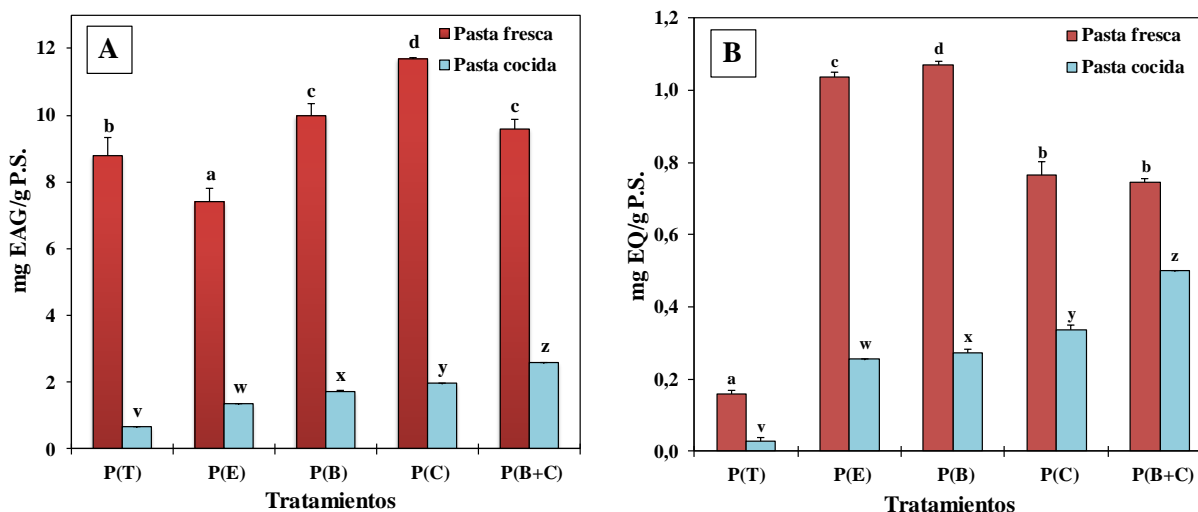 A
Pasta fresca
Pasta cocida
mg EAG/g P.S.
12
10
8
6
4
2
0
b
a
c
d
c
v
w
x
y
z
P(T) P(E) P(B) P(C) P(B+C)
Tratamientos
B
Pasta fresca
Pasta cocida
mg EQ/g P.S.
1,2
1,0
0,8
0,6
0,4
0,2
0,0
a
c
d
b
b
v
w
x
y
z
P(T) P(E) P(B) P(C) P(B+C)
Tratamientos